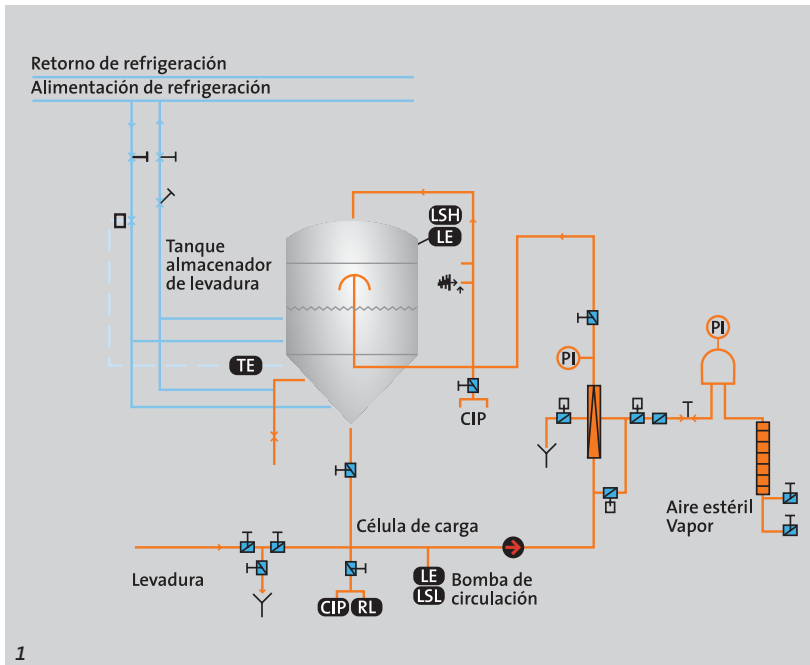 Retorno de refrigeración
Alimentación de refrigeración
LSH
LE
Tanque
almacenador
de levadura
PI
PI
TE
CIP
Aire estéril
Vapor
Célula de carga
Levadura
LE
LSL
Bomba de
circulación
CIP RL
1